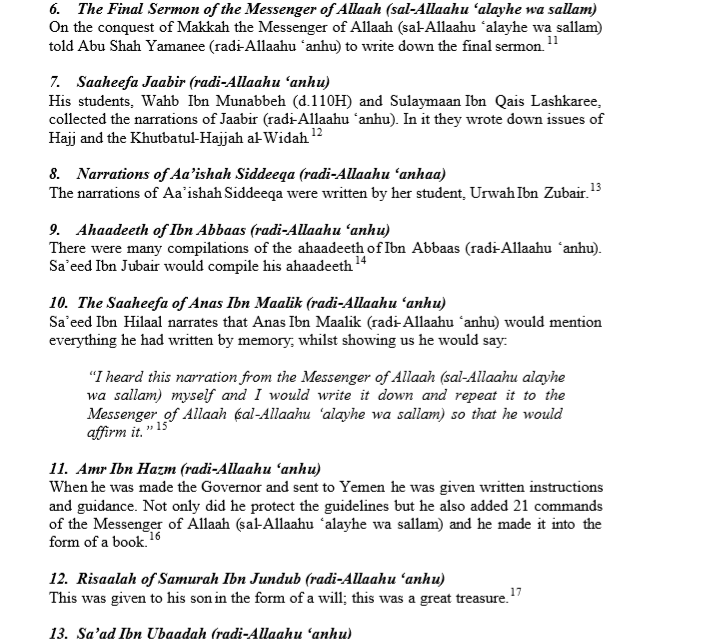 6. The Final Sermon of the Messenger of Allaah (sal-Allaahu ‘alayhe wa sallam)
On the conquest of Makkah the Messenger of Allaah (sal-Allaahu ‘alayhe wa sallam)
told Abu Shah Yamanee (radi-Allaahu ‘anhu) to write down the final sermon.11
7. Saaheefa Jaabir (radi-Allaahu ‘anhu)
His students, Wahb Ibn Munabbeh (d.110H) and Sulaymaan Ibn Qais Lashkaree,
collected the narrations of Jaabir (radi-Allaahu ‘anhu). In it they wrote down issues of
Hajj and the Khutbatul-Hajjah al-Widah.12
8. Narrations of Aa’ishah Siddeeqa (radi-Allaahu ‘anhaa)
The narrations of Aa’ishah Siddeeqa were written by her student, Urwah Ibn Zubair.13
9. Ahaadeeth of Ibn Abbaas (radi-Allaahu ‘anhu)
There were many compilations of the ahaadeeth of Ibn Abbaas (radi-Allaahu ‘anhu).
Sa’eed Ibn Jubair would compile his ahaadeeth.14
10. The Saaheefa of Anas Ibn Maalik (radi-Allaahu ‘anhu)
Sa’eed Ibn Hilaal narrates that Anas Ibn Maalik (radi-Allaahu ‘anhu) would mention
everything he had written by memory; whilst showing us he would say:
“I heard this narration from the Messenger of Allaah (sal-Allaahu alayhe
wa sallam) myself and I would write it down and repeat it to the
Messenger of Allaah (sal-Allaahu ‘alayhe wa sallam) so that he would
affirm it.”15
11. Amr Ibn Hazm (radi-Allaahu ‘anhu)
When he was made the Governor and sent to Yemen he was given written instructions
and guidance. Not only did he protect the guidelines but he also added 21 commands
of the Messenger of Allaah (sal-Allaahu ‘alayhe wa sallam) and he made it into the
form of a book.16
12. Risaalah of Samurah Ibn Jundub (radi-Allaahu ‘anhu)
This was given to his son in the form of a will; this was a great treasure.17
13. Sa’ad Ibn Ubaadah (radi-Allaahu ‘anhu)